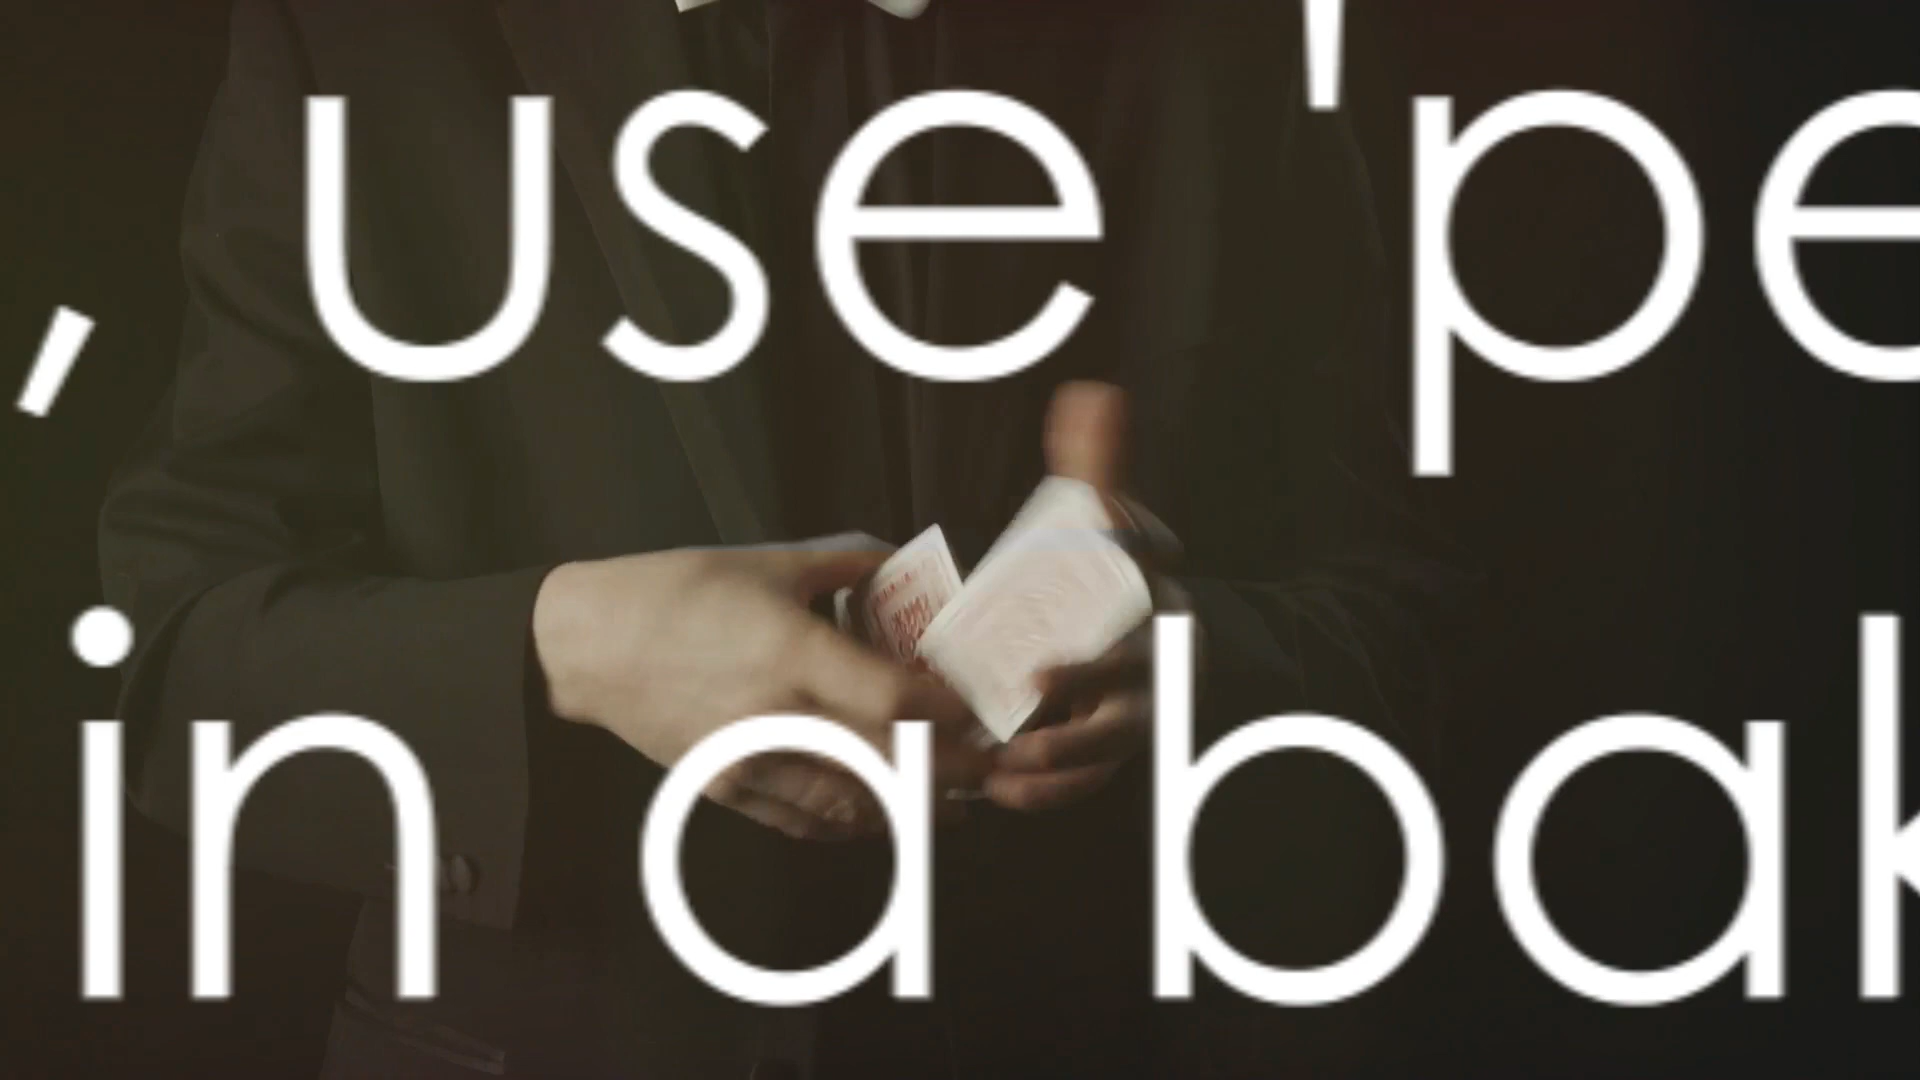 , use 'pe
in a bak